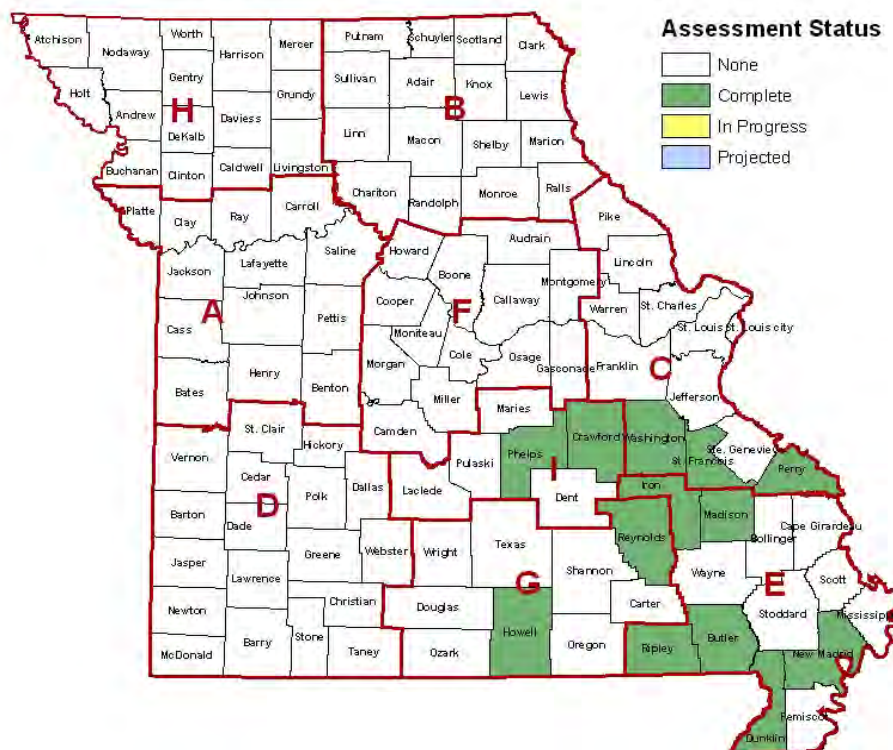 Assessment Status
None
Complete
In Progress
Projected
Atchison
Nodaway
Worth
Harrison
Mercer
Putnam
Schuyler
Scotland
Clark
Holt
Gentry
Sullivan
Adair
Knox
Lewis
Andrew
H
Grundy
B
DeKalb
Daviess
Linn
Macon
Shelby
Marion
Buchanan
Clinton
Caldwell
Livingston
Chariton
Randolph
Monroe
Ralls
Platte
Clay
Ray
Carroll
Pike
Saline
Howard
Audrain
Jackson
Lafayette
Boone
Lincoln
Johnson
Cooper
Callaway
Montgomery
Cass
A
Pettis
F
Warren
St. Charles
Moniteau
St. Louis
St. Louis city
Morgan
Cole
Osage
Gasconade
Franklin
C
Bates
Henry
Benton
Miller
Jefferson
Maries
St. Clair
Hickory
Camden
Crawford
Washington
Vernon
Phelps
Ste. Genevieve
Cedar
Polk
Dallas
Laclede
Pulaski
I
St Francis
Perry
Dent
Iron
Barton
Dade
D
Madison
Cape Girardeau
Jasper
Greene
Webster
Wright
Texas
Reynolds
Bollinger
Lawrence
Shannon
Wayne
G
E
Scott
Newton
Christian
Douglas
Carter
Stoddard
Mississippi
McDonald
Barry
Stone
Taney
Ozark
Howell
Oregon
Ripley
Butler
New Madrid
Pemiscot
Dunklin